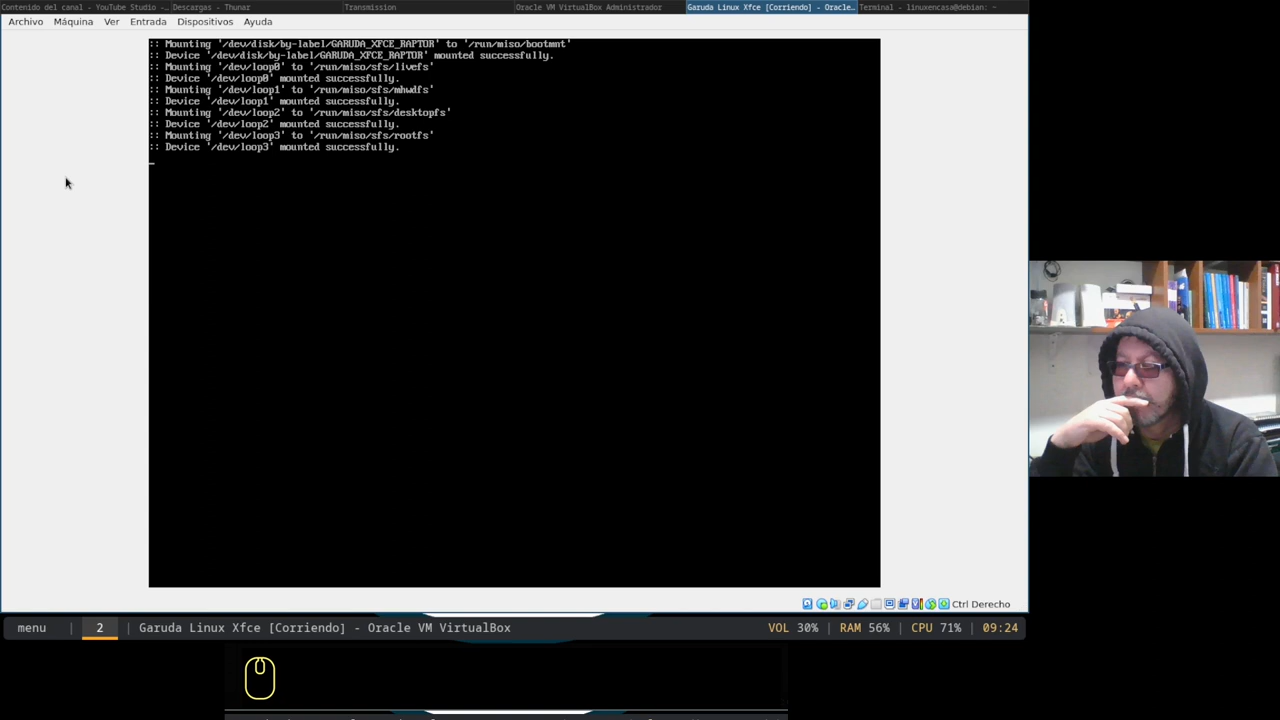 Contenido del canal - YouTube Studio -… Descargas - Thunar Transmission Oracle VM VirtualBox Administrador Garuda Linux Xfce [Corriendo] - Oracle… Terminal - linuxencasa@debian: ~
Archivo Máquina Ver Entrada Dispositivos Ayuda
:: Mounting '/dev/disk/by-label/GARUDA_XFCE_RAPTOR' to '/run/miso/bootmnt'
:: Device '/dev/disk/by-label/GARUDA_XFCE_RAPTOR' mounted successfully.
:: Mounting '/dev/loop0' to '/run/miso/sfs/livefs'
:: Device '/dev/loop0' mounted successfully.
:: Mounting '/dev/loop1' to '/run/miso/sfs/mhwdfs'
:: Device '/dev/loop1' mounted successfully.
:: Mounting '/dev/loop2' to '/run/miso/sfs/desktopfs'
:: Device '/dev/loop2' mounted successfully.
:: Mounting '/dev/loop3' to '/run/miso/sfs/rootfs'
:: Device '/dev/loop3' mounted successfully.
Ctrl Derecho
menu | 2 | Garuda Linux Xfce [Corriendo] - Oracle VM VirtualBox VOL 30% | RAM 56% | CPU 71% | 09:24